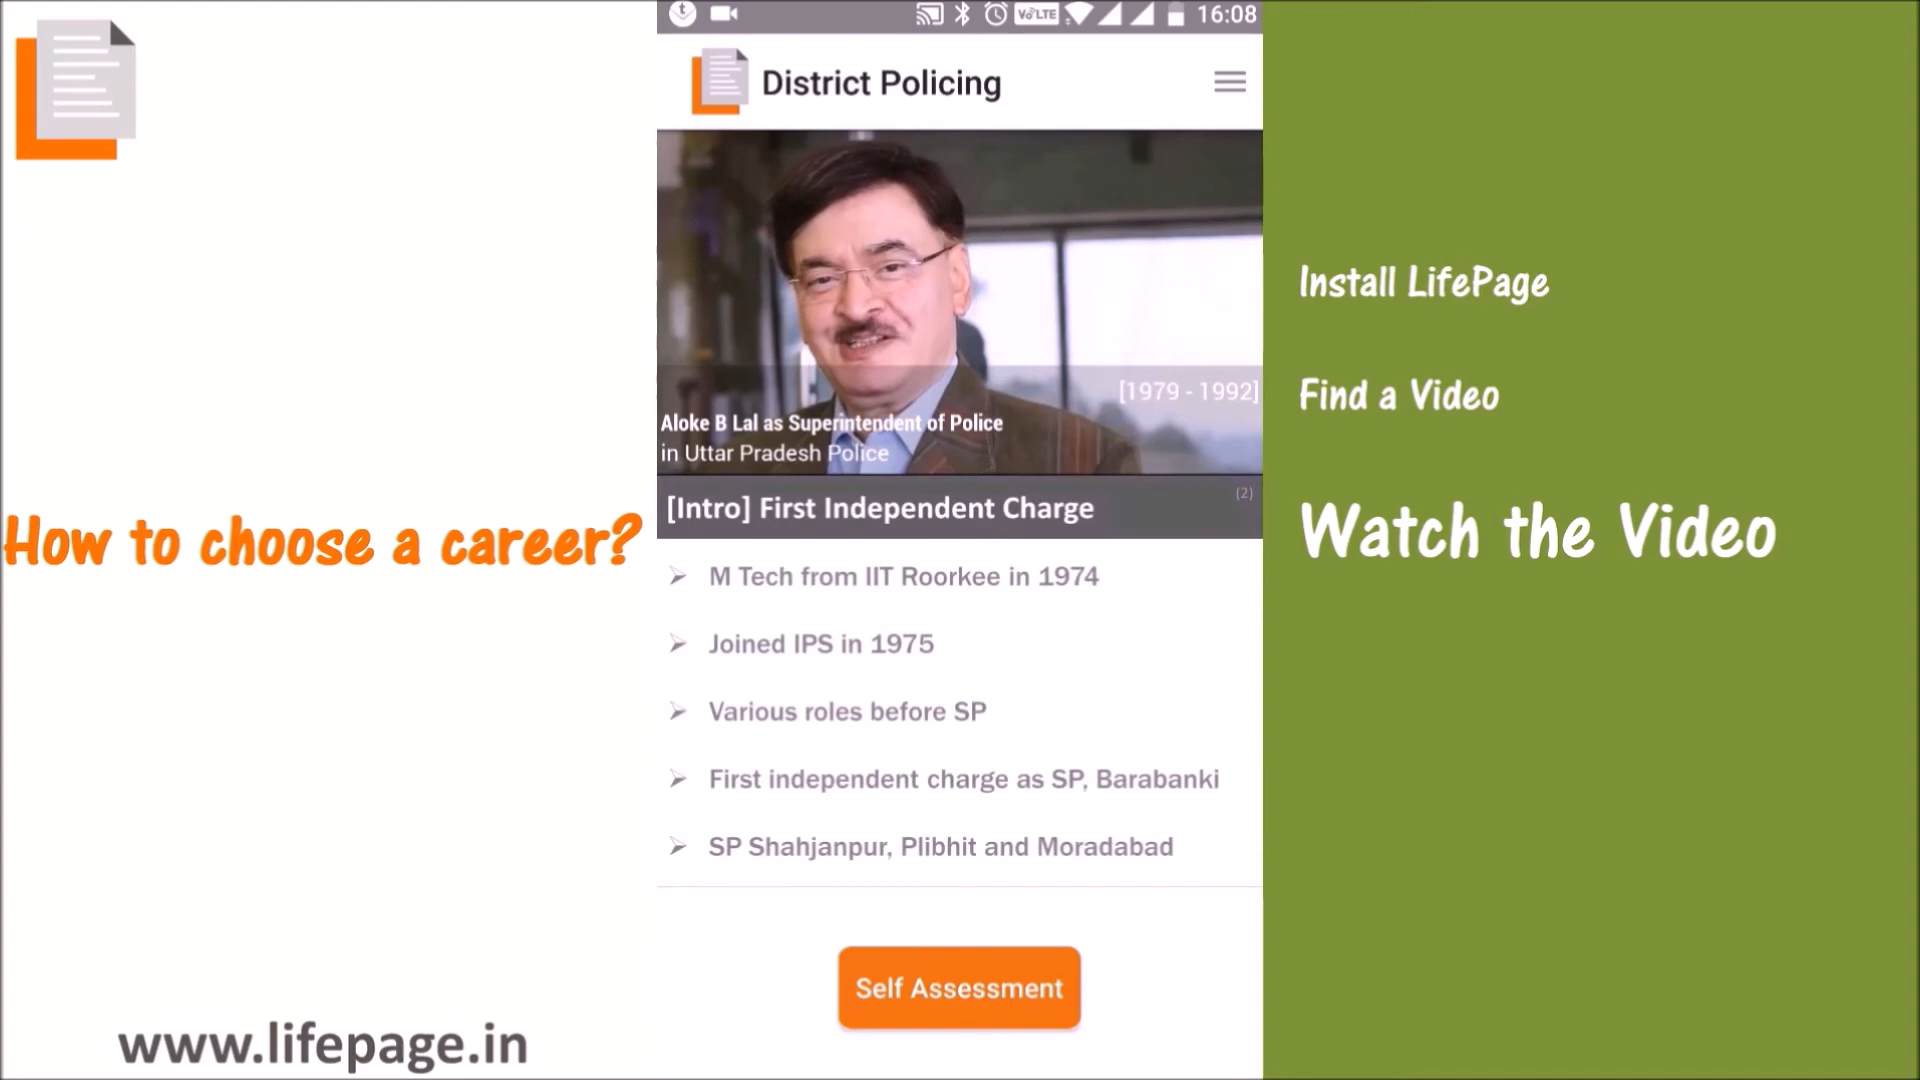 How to choose a career?
www.lifepage.in
VoLTE 16:08
District Policing
[1979 - 1992]
Aloke B Lal as Superintendent of Police
in Uttar Pradesh Police
[Intro] First Independent Charge
(2)
M Tech from IIT Roorkee in 1974
Joined IPS in 1975
Various roles before SP
First independent charge as SP, Barabanki
SP Shahjanpur, Plibhit and Moradabad
Self Assessment
Install LifePage
Find a Video
Watch the Video